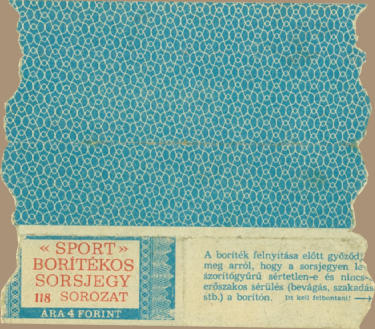 « SPORT »
BORÍTÉKOS
SORSJEGY
118 SOROZAT
ÁRA 4 FORINT
A boríték felnyitása előtt győződj
meg arról, hogy a sorsjegyen le
szorítógyűrű sértetlen-e és nincs-
erőszakos sérülés (bevágás, szakadás
stb.) a borítón. Itt kell felbontani!